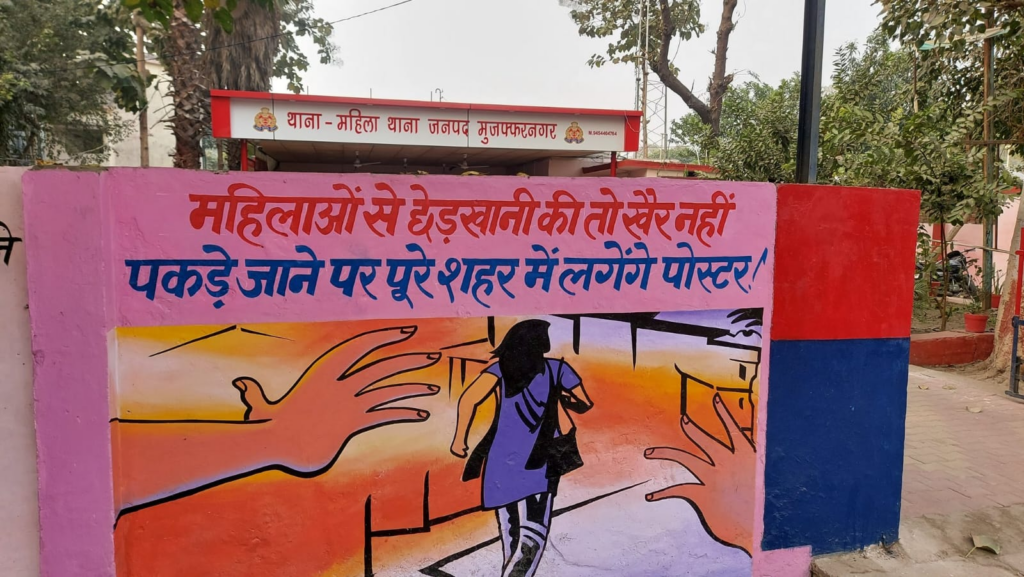 थाना - महिला थाना जनपद मुजफ्फरनगर
महिलाओं से छेड़खानी की तो खैर नहीं
पकड़े जाने पर पूरे शहर में लगेंगे पोस्टर!